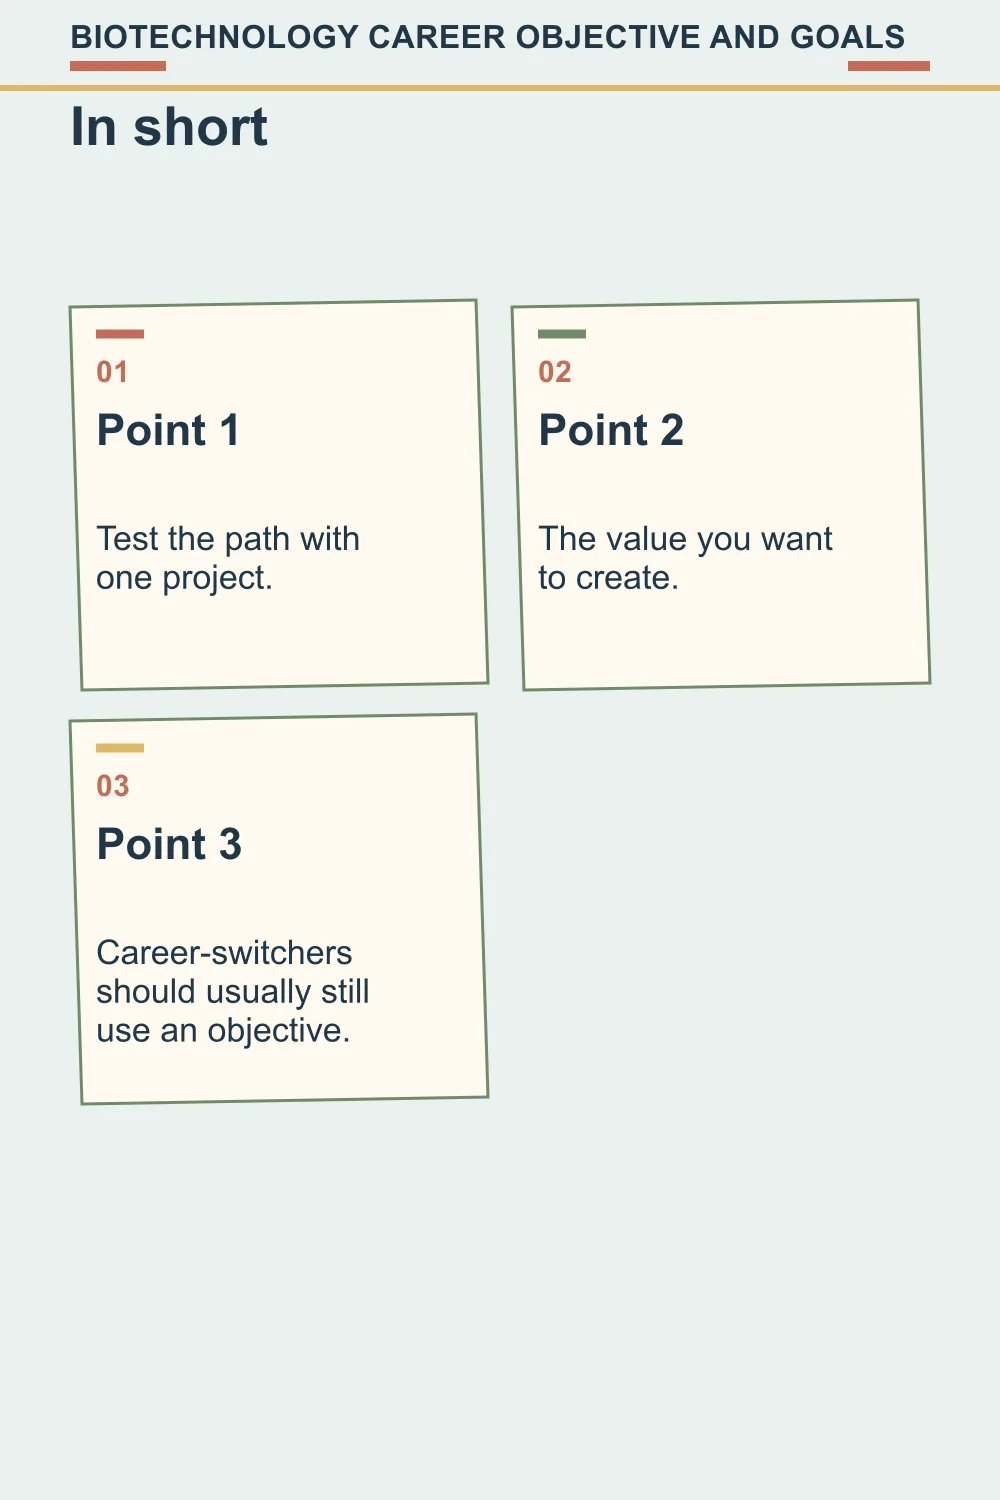 BIOTECHNOLOGY CAREER OBJECTIVE AND GOALS
In short
01
Point 1
Test the path with
one project.
02
Point 2
The value you want
to create.
03
Point 3
Career-switchers
should usually still
use an objective.